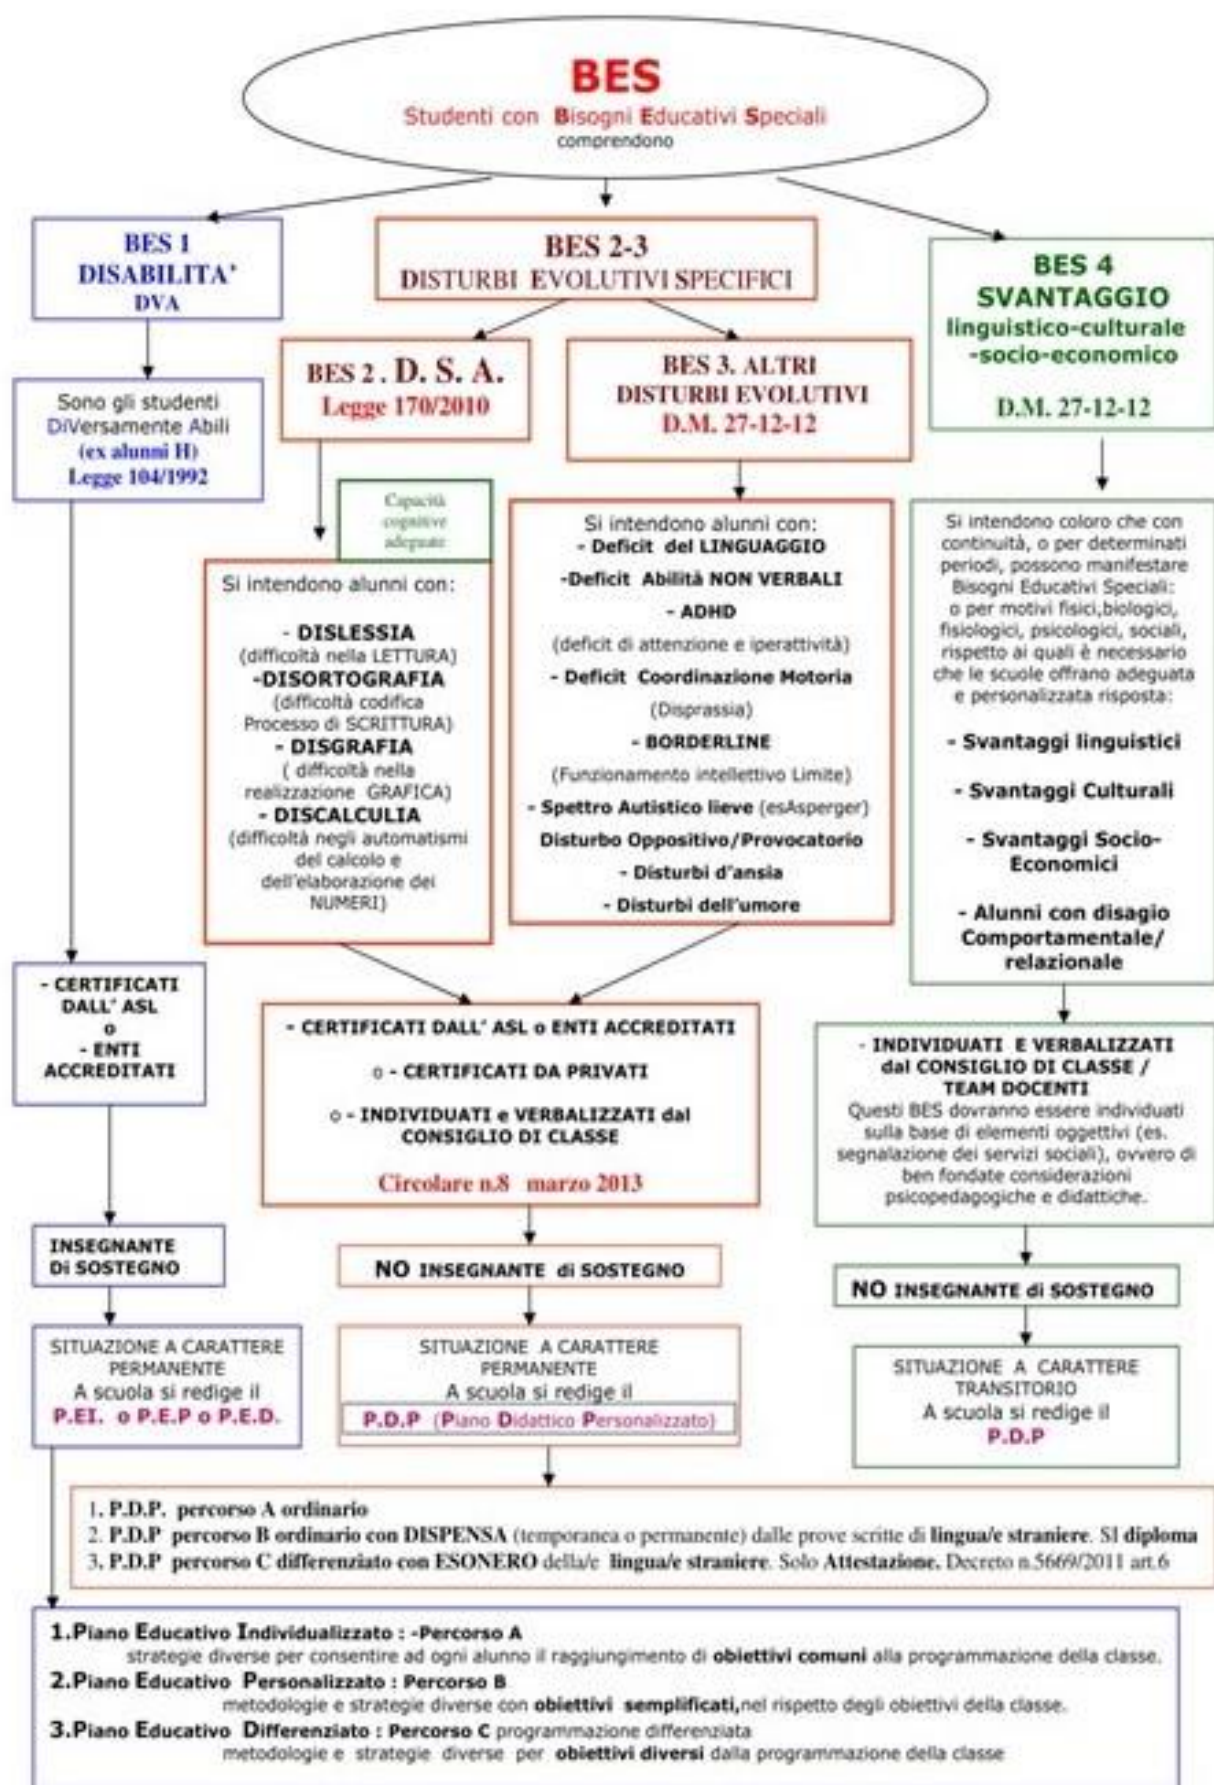 BES
Studenti con Bisogni Educativi Speciali
comprendono
BES 1
DISABILITA'
DVA
BES 2-3
DISTURBI EVOLUTIVI SPECIFICI
BES 4
SVANTAGGIO
linguistico-culturale
-socio-economico
D.M. 27-12-12
BES 2 . D. S. A.
Legge 170/2010
BES 3. ALTRI
DISTURBI EVOLUTIVI
D.M. 27-12-12
Sono gli studenti
DiVersamente Abili
(ex alunni H)
Legge 104/1992
Capacità
cognitive
adeguate
Si intendono alunni con:
- DISLESSIA
(difficoltà nella LETTURA)
-DISORTOGRAFIA
(difficoltà codifica
Processo di SCRITTURA)
- DISGRAFIA
( difficoltà nella
realizzazione GRAFICA)
- DISCALCULIA
(difficoltà negli automatismi
del calcolo e
dell'elaborazione dei
NUMERI)
Si intendono alunni con:
- Deficit del LINGUAGGIO
-Deficit Abilità NON VERBALI
- ADHD
(deficit di attenzione e iperattività)
- Deficit Coordinazione Motoria
(Disprassia)
- BORDERLINE
(Funzionamento intellettivo Limite)
- Spettro Autistico lieve (esAsperger)
Disturbo Oppositivo/Provocatorio
- Disturbi d'ansia
- Disturbi dell'umore
Si intendono coloro che con
continuità, o per determinati
periodi, possono manifestare
Bisogni Educativi Speciali:
o per motivi fisici,biologici,
fisiologici, psicologici, sociali,
rispetto ai quali è necessario
che le scuole offrano adeguata
e personalizzata risposta:
- Svantaggi linguistici
- Svantaggi Culturali
- Svantaggi Socio-
Economici
- Alunni con disagio
Comportamentale/
relazionale
- CERTIFICATI
DALL' ASL
o
- ENTI
ACCREDITATI
- CERTIFICATI DALL' ASL o ENTI ACCREDITATI
o - CERTIFICATI DA PRIVATI
o - INDIVIDUATI e VERBALIZZATI dal
CONSIGLIO DI CLASSE
Circolare n.8 marzo 2013
- INDIVIDUATI E VERBALIZZATI
dal CONSIGLIO DI CLASSE /
TEAM DOCENTI
Questi BES dovranno essere individuati
sulla base di elementi oggettivi (es.
segnalazione dei servizi sociali), ovvero di
ben fondate considerazioni
psicopedagogiche e didattiche.
INSEGNANTE
Di SOSTEGNO
NO INSEGNANTE di SOSTEGNO
NO INSEGNANTE di SOSTEGNO
SITUAZIONE A CARATTERE
PERMANENTE
A scuola si redige il
P.EI. o P.E.P o P.E.D.
SITUAZIONE A CARATTERE
PERMANENTE
A scuola si redige il
P.D.P (Piano Didattico Personalizzato)
SITUAZIONE A CARATTERE
TRANSITORIO
A scuola si redige il
P.D.P
1. P.D.P. percorso A ordinario
2. P.D.P percorso B ordinario con DISPENSA (temporanea o permanente) dalle prove scritte di lingua/e straniere. SI diploma
3. P.D.P percorso C differenziato con ESONERO della/e lingua/e straniere. Solo Attestazione. Decreto n.5669/2011 art.6
1.Piano Educativo Individualizzato : -Percorso A
strategie diverse per consentire ad ogni alunno il raggiungimento di obiettivi comuni alla programmazione della classe.
2.Piano Educativo Personalizzato : Percorso B
metodologie e strategie diverse con obiettivi semplificati,nel rispetto degli obiettivi della classe.
3.Piano Educativo Differenziato : Percorso C programmazione differenziata
metodologie e strategie diverse per obiettivi diversi dalla programmazione della classe